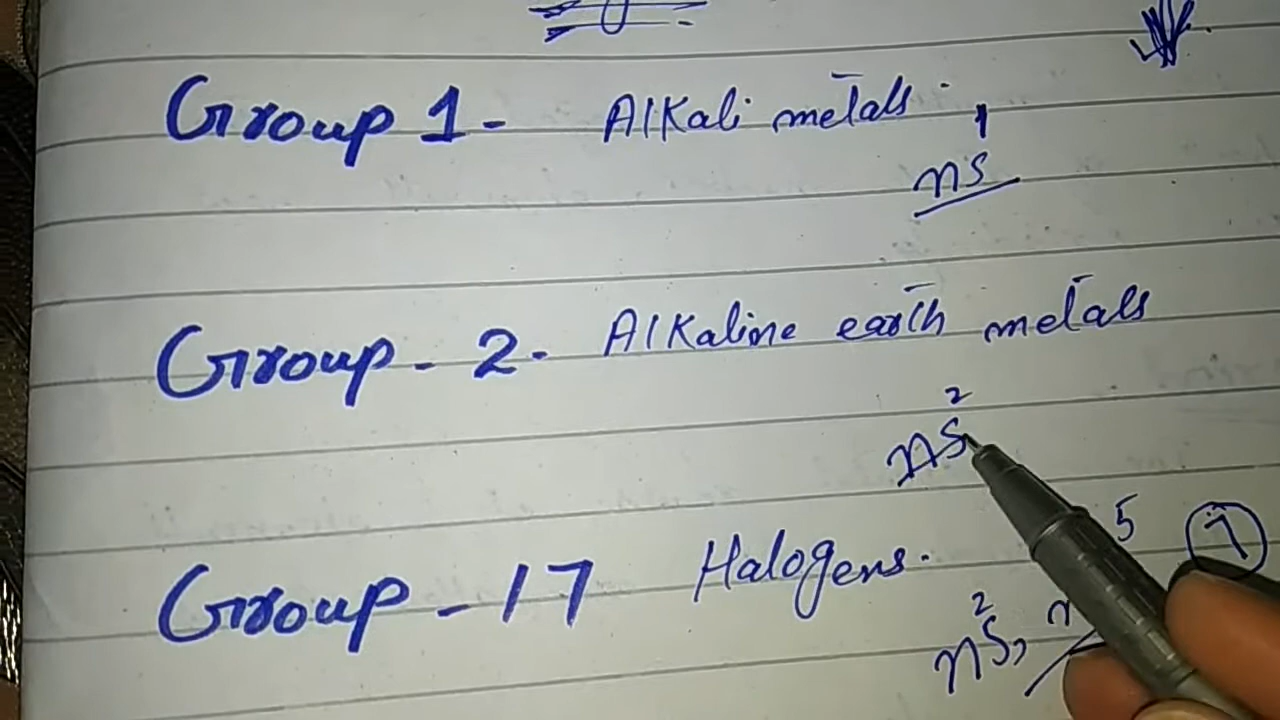 Group 1- Alkali metals.
ns¹
Group - 2- Alkaline earth metals
ns²
Group - 17 Halogens.
ns², n 5 7